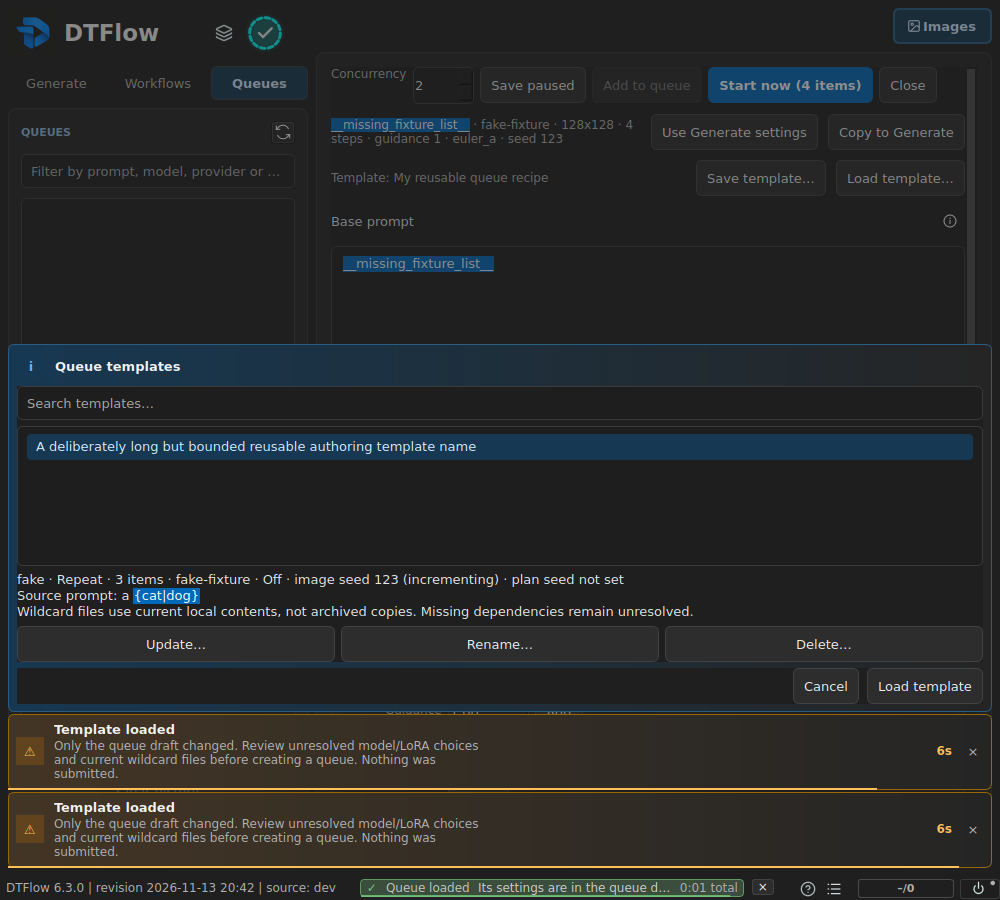 DTFlow
Images
Generate
Workflows
Queues
Concurrency
2
Save paused
Add to queue
Start now (4 items)
Close
QUEUES
Filter by prompt, model, provider or …
__missing_fixture_list__ · fake-fixture · 128x128 · 4
steps · guidance 1 · euler_a · seed 123
Use Generate settings
Copy to Generate
Template: My reusable queue recipe
Save template…
Load template…
Base prompt
__missing_fixture_list__
i Queue templates
Search templates…
A deliberately long but bounded reusable authoring template name
fake · Repeat · 3 items · fake-fixture · Off · image seed 123 (incrementing) · plan seed not set
Source prompt: a {cat|dog}
Wildcard files use current local contents, not archived copies. Missing dependencies remain unresolved.
Update…
Rename…
Delete…
Cancel
Load template
Template loaded
Only the queue draft changed. Review unresolved model/LoRA choices
and current wildcard files before creating a queue. Nothing was
submitted.
6s ×
Template loaded
Only the queue draft changed. Review unresolved model/LoRA choices
and current wildcard files before creating a queue. Nothing was
submitted.
6s ×
DTFlow 6.3.0 | revision 2026-11-13 20:42 | source: dev
✓ Queue loaded Its settings are in the queue d… 0:01 total
×
–/0